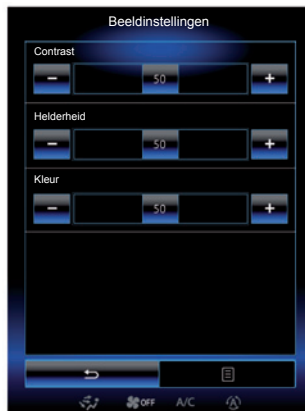 Beeldinstellingen
Contrast
− 50 +
Helderheid
− 50 +
Kleur
− 50 +
OFF A/C